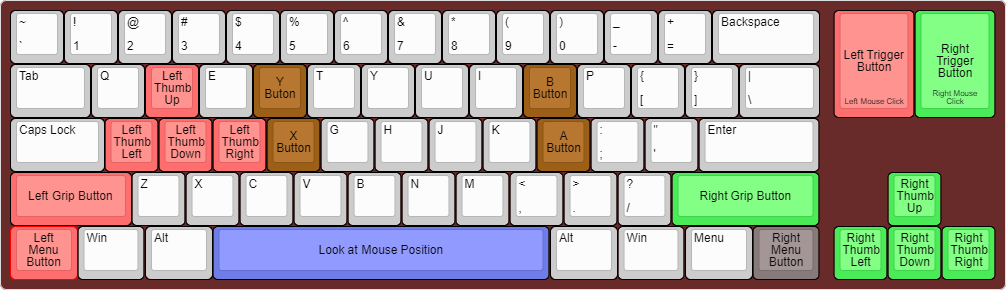 ~ ! @ # $ % ^ & * ( ) _ + Backspace
` 1 2 3 4 5 6 7 8 9 0 - =
Left Trigger
Button
Left Mouse Click
Right
Trigger
Button
Right Mouse
Click
Tab Q
Left
Thumb
Up
E
Y
Buton
T Y U I
B
Button
P { } |
[ ] \
Caps Lock
Left
Thumb
Left
Left
Thumb
Down
Left
Thumb
Right
X
Button
G H J K
A
Button
: " Enter
; '
Left Grip Button Z X C V B N M < > ? Right Grip Button
, . /
Right
Thumb
Up
Left
Menu
Button
Win Alt Look at Mouse Position Alt Win Menu
Right
Menu
Button
Right
Thumb
Left
Right
Thumb
Down
Right
Thumb
Right